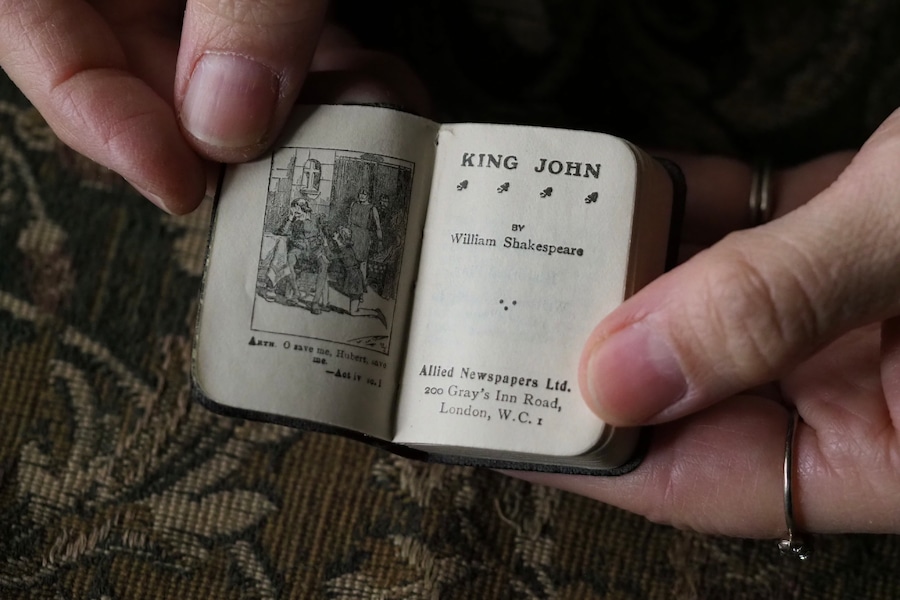 Arth. O save me, Hubert, save
me.
—Act iv sc. 1
KING JOHN
BY
William Shakespeare
Allied Newspapers Ltd.
200 Gray's Inn Road,
London, W.C. 1